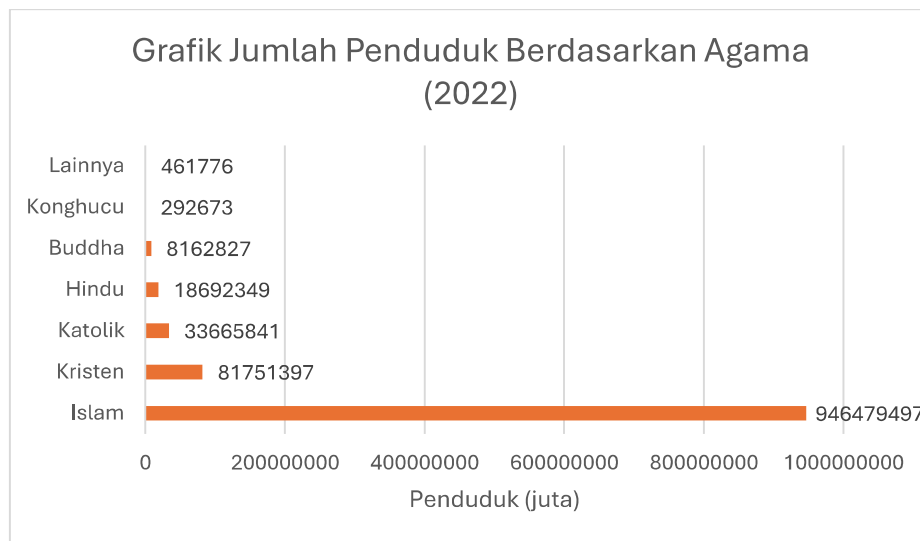 Grafik Jumlah Penduduk Berdasarkan Agama
(2022)
Lainnya 461776
Konghucu 292673
Buddha 8162827
Hindu 18692349
Katolik 33665841
Kristen 81751397
Islam 946479497
0 200000000 400000000 600000000 800000000 1000000000
Penduduk (juta)